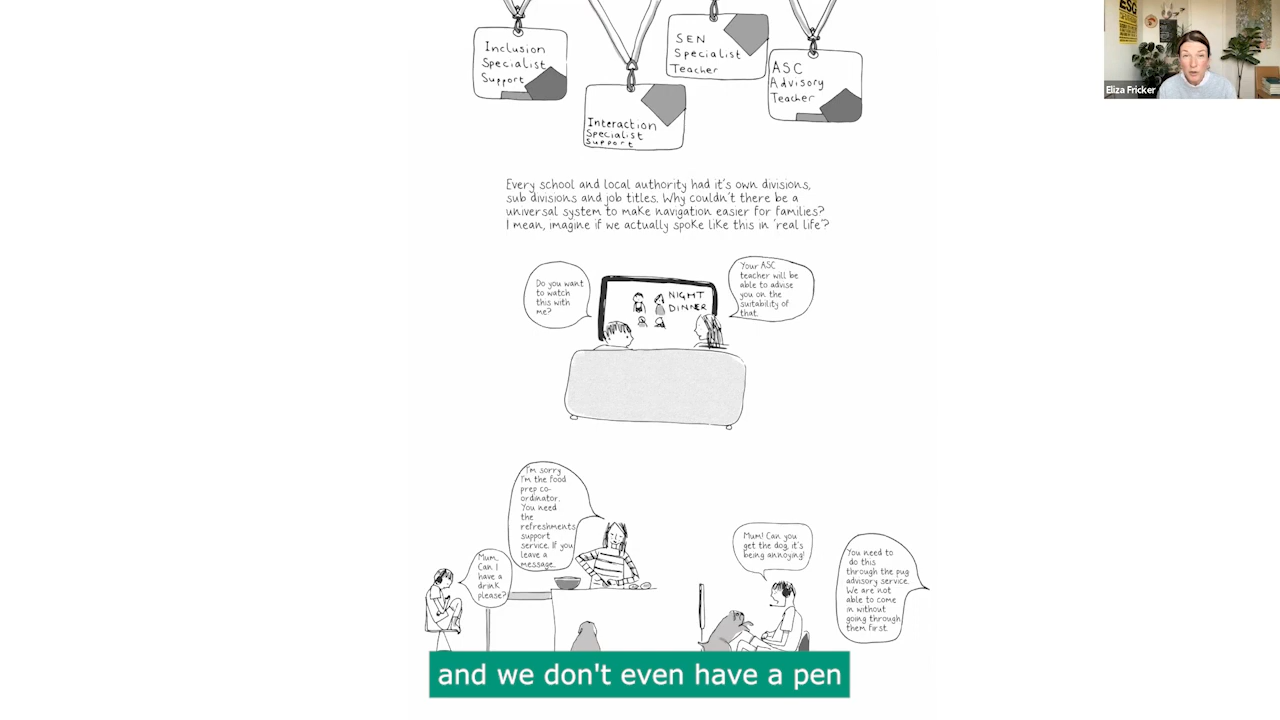 Inclusion
Specialist
Support
Interaction
Specialist
Support
SEN
Specialist
Teacher
ASC
Advisory
Teacher
ESG
Eliza Fricker
Every school and local authority had it's own divisions,
sub divisions and job titles. Why couldn't there be a
universal system to make navigation easier for families?
I mean, imagine if we actually spoke like this in 'real life'?
Do you want
to watch
this with
me?
NIGHT
DINNER
Your ASC
teacher will be
able to advise
you on the
suitability of
that.
Mum,
Can I
have a
drink
please?
I'm sorry
I'm the food
prep co-
ordinator.
You need
the
refreshments
support
service. If you
leave a
message..
Mum! Can you
get the dog, it's
being annoying!
You need to
do this
through the pug
advisory service.
We are not
able to come
in without
going through
them first.
and we don't even have a pen